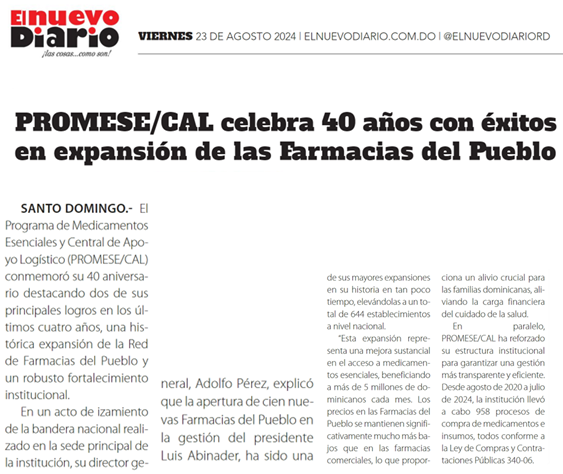 El nuevo
Diario
¡las cosas...como son!
VIERNES 23 DE AGOSTO 2024 | ELNUEVODIARIO.COM.DO | @ELNUEVODIARIORD
PROMESE/CAL celebra 40 años con éxitos
en expansión de las Farmacias del Pueblo
SANTO DOMINGO.- El
Programa de Medicamentos
Esenciales y Central de Apo-
yo Logístico (PROMESE/CAL)
conmemoró su 40 aniversa-
rio destacando dos de sus
principales logros en los úl-
timos cuatro años, una his-
tórica expansión de la Red
de Farmacias del Pueblo y
un robusto fortalecimiento
institucional.
En un acto de izamiento
de la bandera nacional reali-
zado en la sede principal de
la institución, su director ge-
neral, Adolfo Pérez, explicó
que la apertura de cien nue-
vas Farmacias del Pueblo en
la gestión del presidente
Luis Abinader, ha sido una
de sus mayores expansiones
en su historia en tan poco
tiempo, elevándolas a un to-
tal de 644 establecimientos
a nivel nacional.
"Esta expansión repre-
senta una mejora sustancial
en el acceso a medicamen-
tos esenciales, beneficiando
a más de 5 millones de do-
minicanos cada mes. Los
precios en las Farmacias del
Pueblo se mantienen signifi-
cativamente mucho más ba-
jos que en las farmacias
comerciales, lo que propor-
ciona un alivio crucial para
las familias dominicanas, ali-
viando la carga financiera
del cuidado de la salud.
En paralelo,
PROMESE/CAL ha reforzado
su estructura institucional
para garantizar una gestión
más transparente y eficiente.
Desde agosto de 2020 a julio
de 2024, la institución llevó
a cabo 958 procesos de
compra de medicamentos e
insumos, todos conforme a
la Ley de Compras y Contra-
taciones Públicas 340-06.